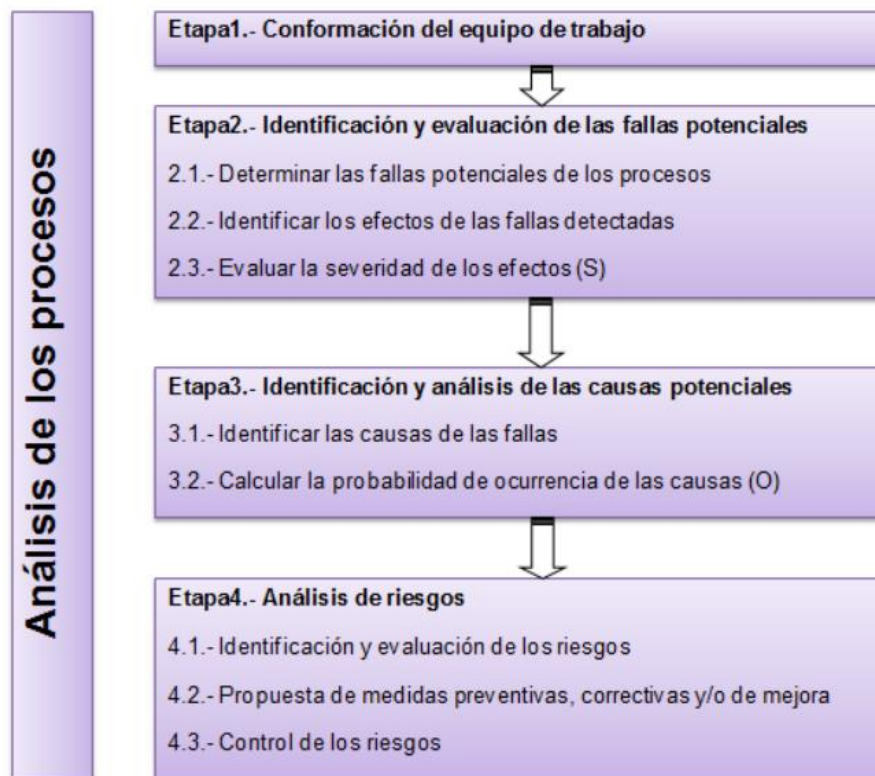 Análisis de los procesos
Etapa1.- Conformación del equipo de trabajo
Etapa2.- Identificación y evaluación de las fallas potenciales
2.1.- Determinar las fallas potenciales de los procesos
2.2.- Identificar los efectos de las fallas detectadas
2.3.- Evaluar la severidad de los efectos (S)
Etapa3.- Identificación y análisis de las causas potenciales
3.1.- Identificar las causas de las fallas
3.2.- Calcular la probabilidad de ocurrencia de las causas (O)
Etapa4.- Análisis de riesgos
4.1.- Identificación y evaluación de los riesgos
4.2.- Propuesta de medidas preventivas, correctivas y/o de mejora
4.3.- Control de los riesgos